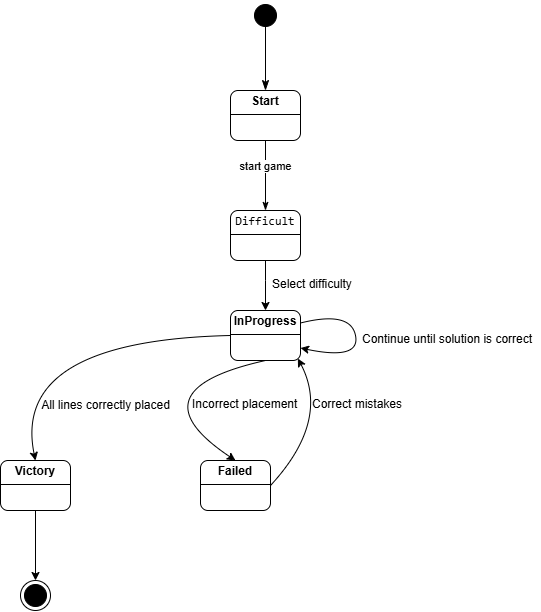 Start
start game
Difficult
Select difficulty
InProgress
Continue until solution is correct
All lines correctly placed
Incorrect placement
Correct mistakes
Victory
Failed